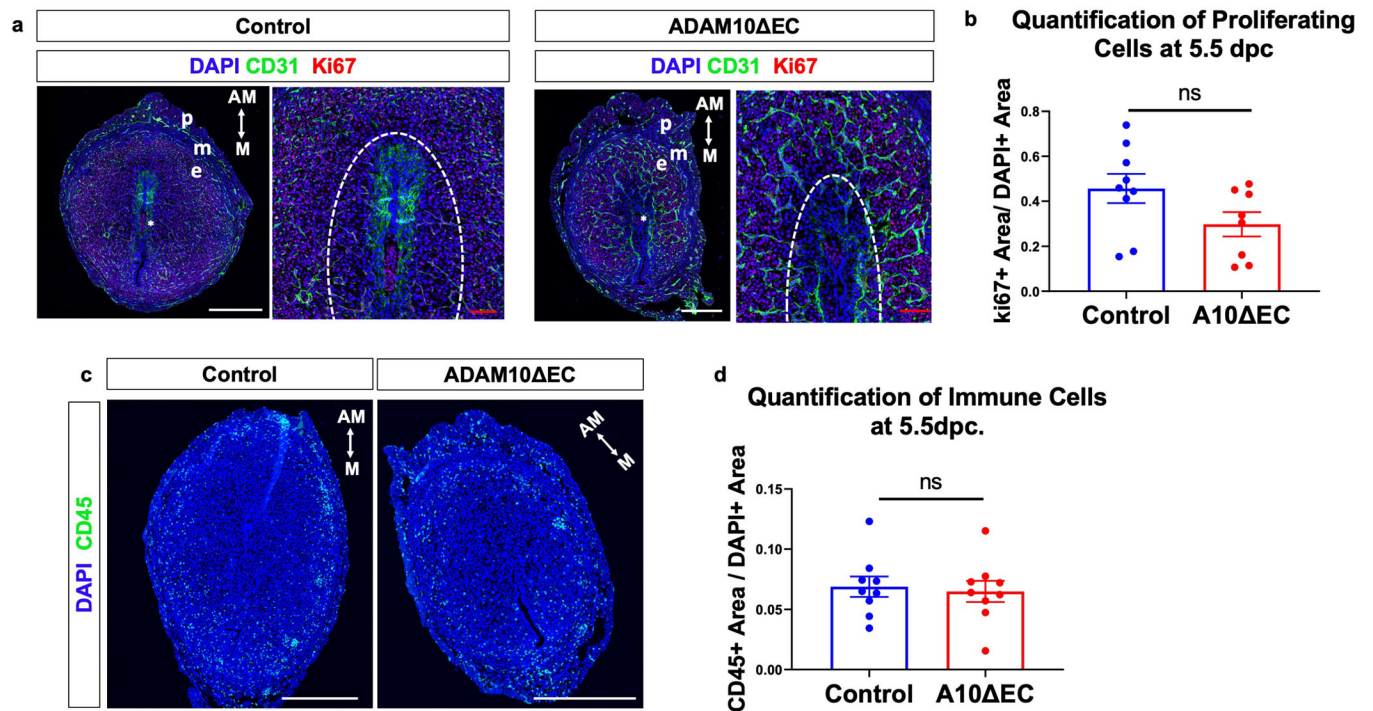 a
Control
ADAM10ΔEC
DAPI CD31 Ki67
DAPI CD31 Ki67
AM
M
p
m
e
*
AM
M
p
m
e
*
b
Quantification of Proliferating
Cells at 5.5 dpc
ns
ki67+ Area/ DAPI+ Area
0.8
0.6
0.4
0.2
0.0
Control A10ΔEC
c
Control
ADAM10ΔEC
DAPI CD45
AM
M
AM
M
d
Quantification of Immune Cells
at 5.5dpc.
ns
CD45+ Area / DAPI+ Area
0.15
0.10
0.05
0.00
Control A10ΔEC